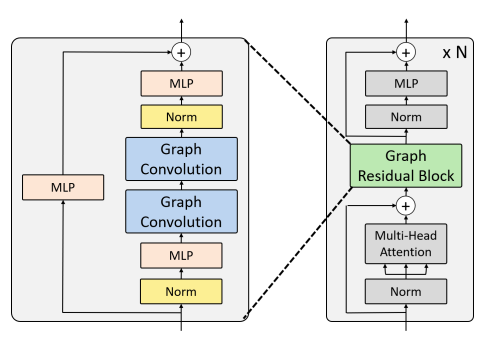 MLP
Norm
Graph
Convolution
Graph
Convolution
MLP
MLP
Norm
x N
MLP
Norm
Graph
Residual Block
Multi-Head
Attention
Norm